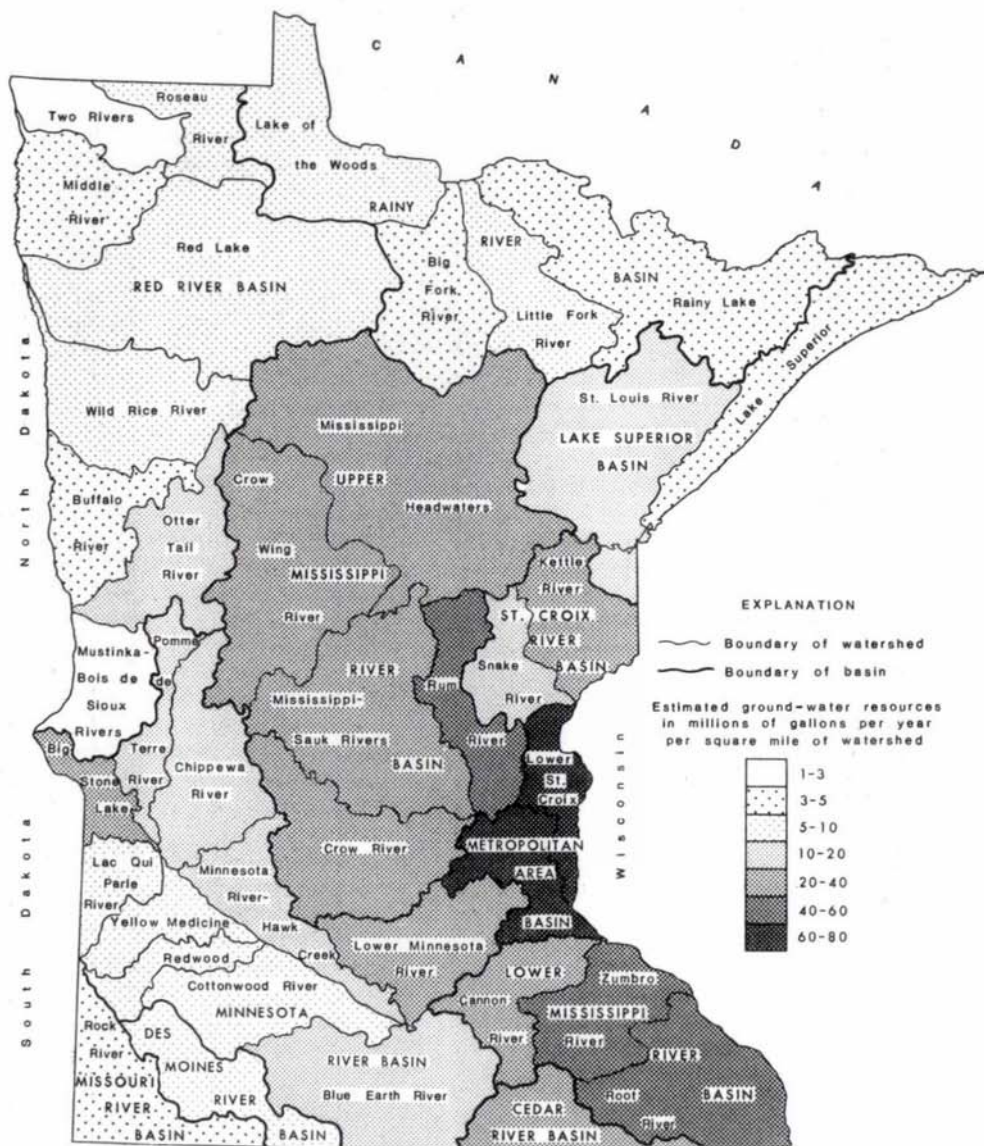 C A N A D A
Roseau
River
Two Rivers
Lake of
the Woods
Middle
River
RAINY
RIVER
BASIN
Red Lake
RED RIVER BASIN
Big
Fork
River
Little Fork
River
Rainy Lake
Lake Superior
North Dakota
Wild Rice River
Mississippi
St. Louis River
LAKE SUPERIOR
BASIN
UPPER
Headwaters
Crow
Wing
River
Buffalo
River
Otter
Tail
River
MISSISSIPPI
Kettle
River
ST. CROIX
RIVER
BASIN
Snake
River
Pomme
de
Terre
River
Mustinka-
Bois de
Sioux
Rivers
RIVER
Rum
River
Mississippi-
Sauk Rivers
BASIN
Big
Stone
Lake
Chippewa
River
Lower
St.
Croix
Wisconsin
Crow River
METROPOLITAN
AREA
BASIN
South Dakota
Lac Qui
Parle
River
Minnesota
River-
Hawk
Creek
Yellow Medicine
Redwood
Cottonwood River
MINNESOTA
Lower Minnesota
River
LOWER
Cannon
River
Zumbro
MISSISSIPPI
River
RIVER
BASIN
Rock
River
DES
MOINES
RIVER
BASIN
MISSOURI
RIVER
BASIN
RIVER BASIN
Blue Earth River
CEDAR
RIVER BASIN
Root
River
EXPLANATION
Boundary of watershed
Boundary of basin
Estimated ground-water resources
in millions of gallons per year
per square mile of watershed
1-3
3-5
5-10
10-20
20-40
40-60
60-80